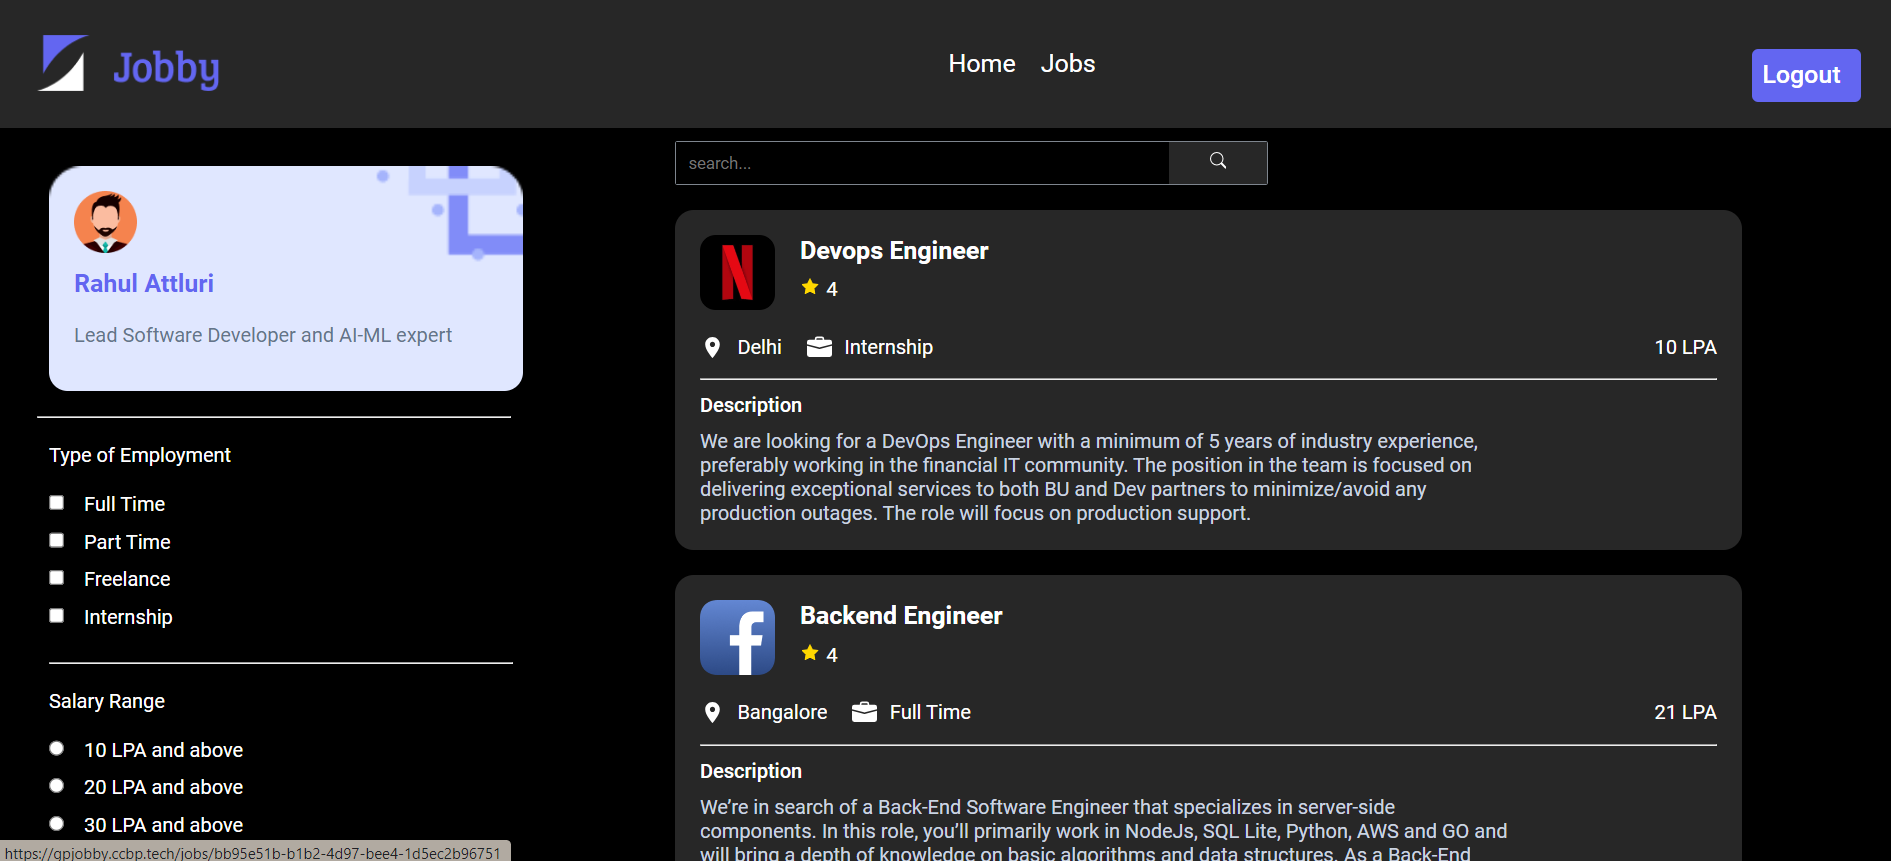 Jobby
Home Jobs
Logout
search...
Rahul Attluri
Lead Software Developer and AI-ML expert
Type of Employment
Full Time
Part Time
Freelance
Internship
Salary Range
10 LPA and above
20 LPA and above
30 LPA and above
Devops Engineer
4
Delhi Internship 10 LPA
Description
We are looking for a DevOps Engineer with a minimum of 5 years of industry experience,
preferably working in the financial IT community. The position in the team is focused on
delivering exceptional services to both BU and Dev partners to minimize/avoid any
production outages. The role will focus on production support.
Backend Engineer
4
Bangalore Full Time 21 LPA
Description
We’re in search of a Back-End Software Engineer that specializes in server-side
components. In this role, you’ll primarily work in NodeJs, SQL Lite, Python, AWS and GO and
will bring a depth of knowledge on basic algorithms and data structures. As a Back-End
https://gpjobby.ccbp.tech/jobs/bb95e51b-b1b2-4d97-bee4-1d5ec2b96751